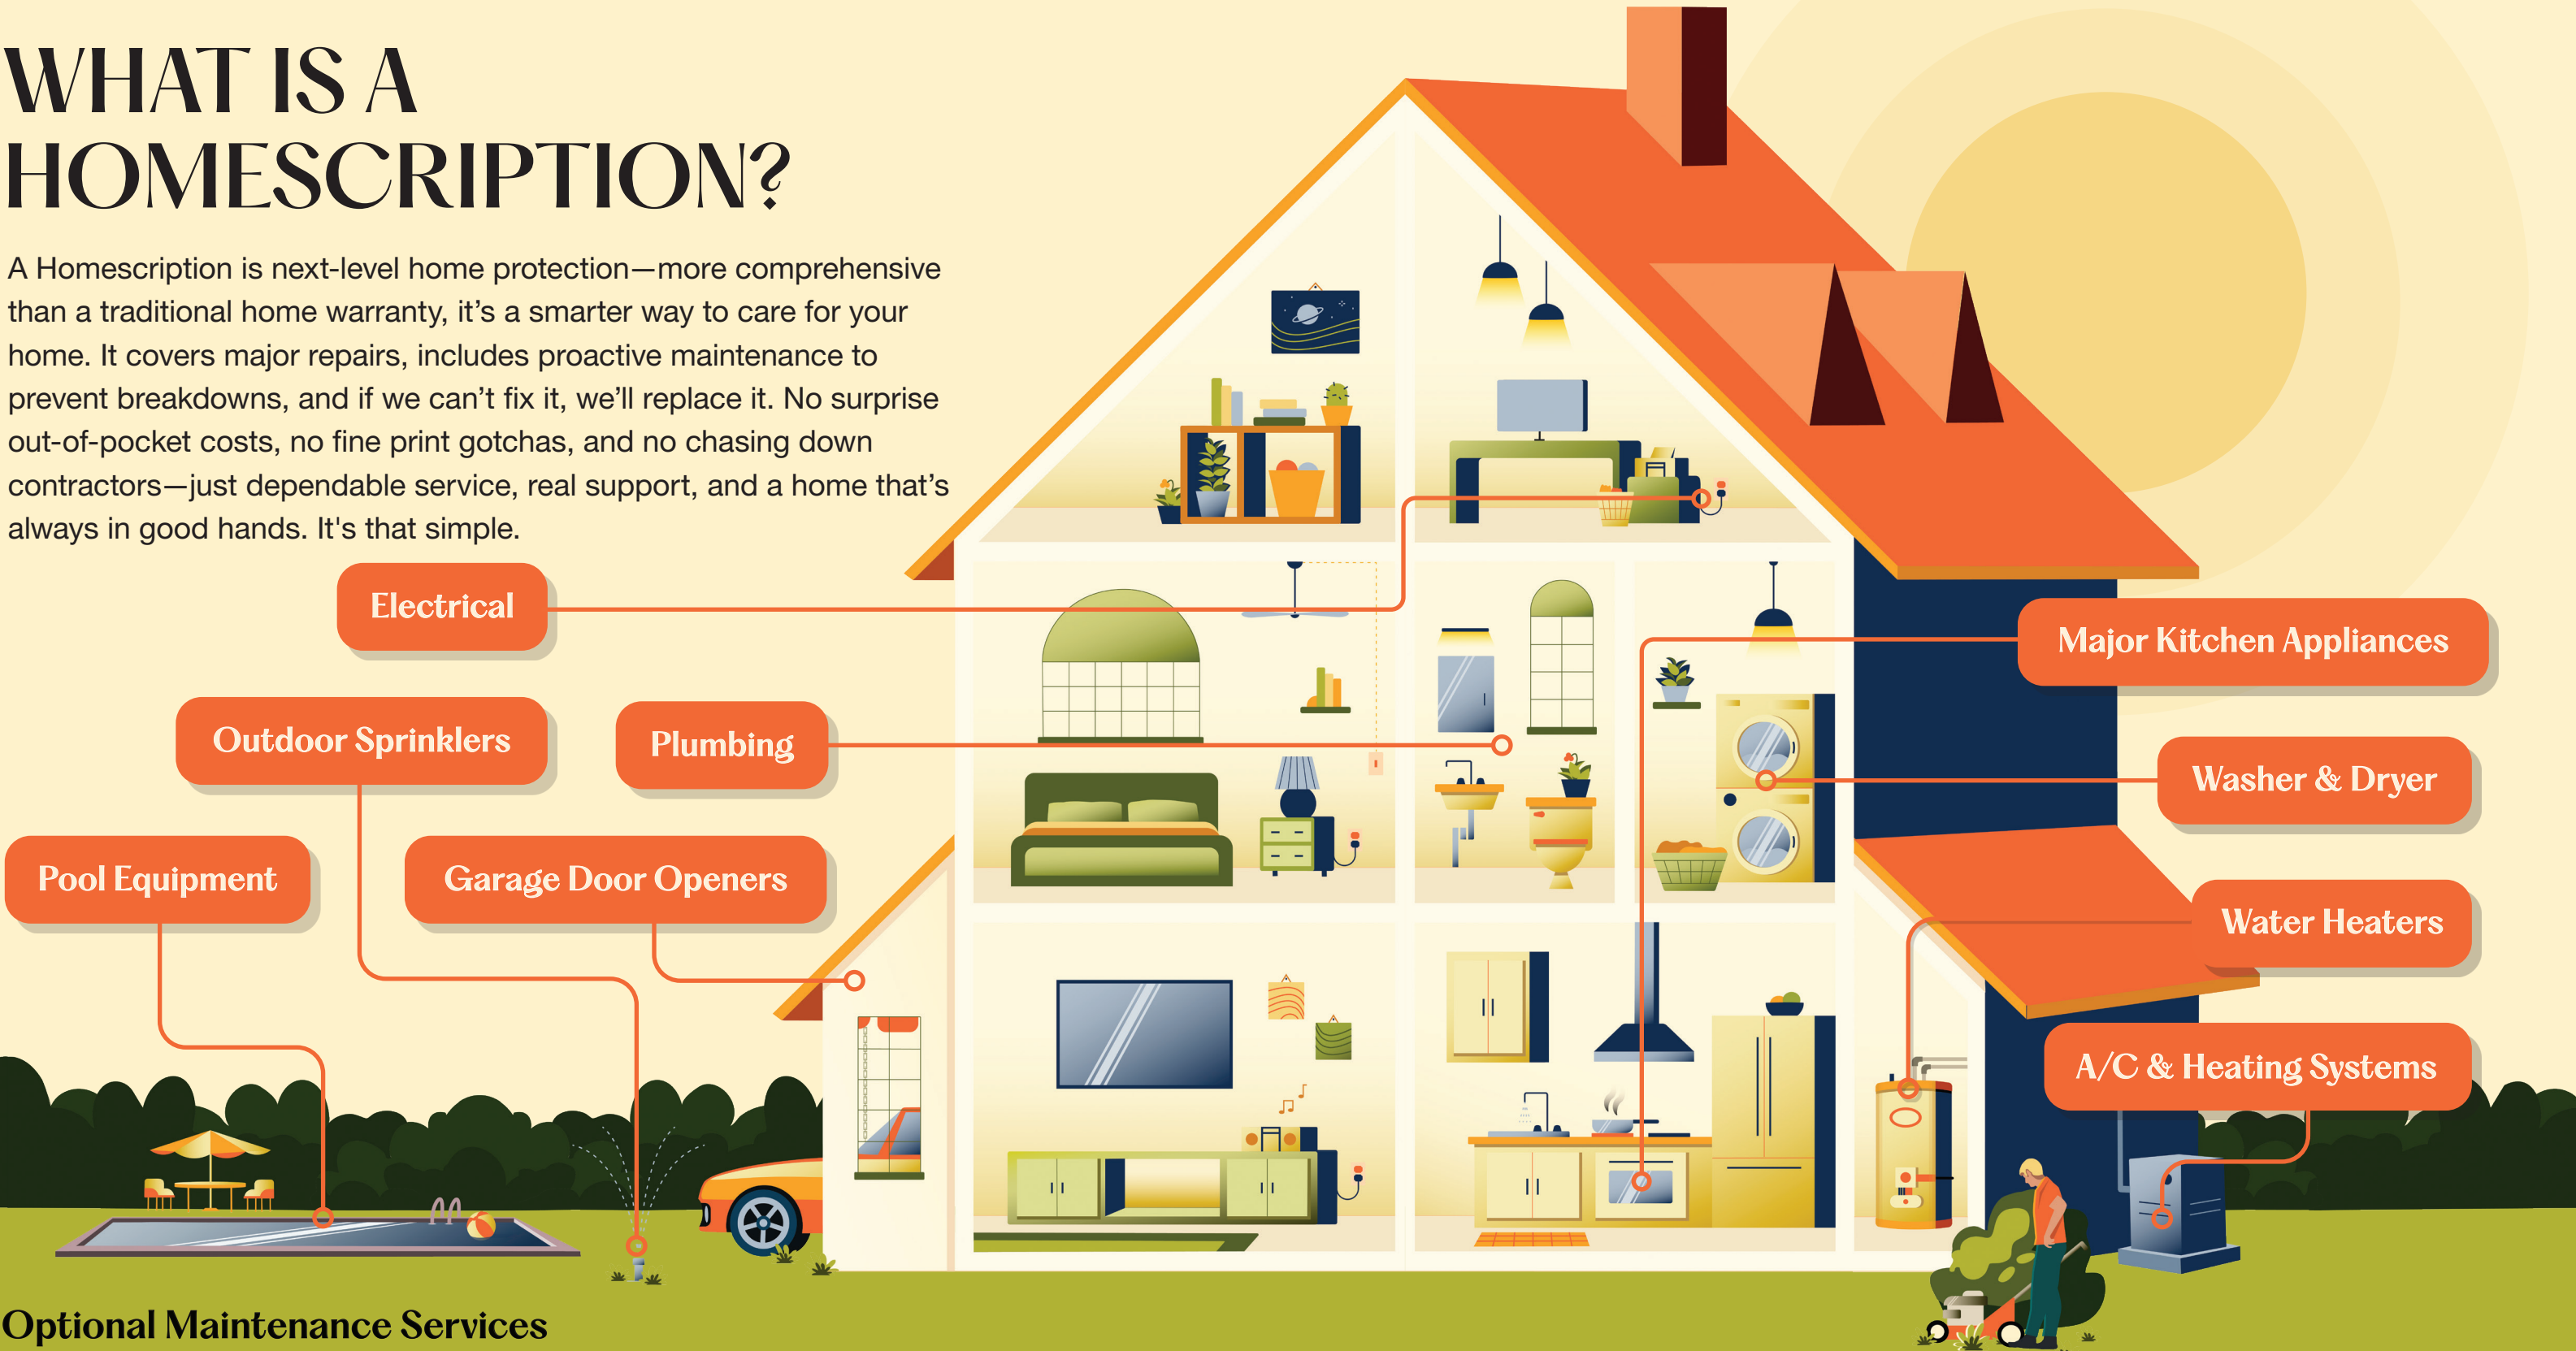 WHAT IS A
HOMESCRIPTION?
A Homescription is next-level home protection—more comprehensive
than a traditional home warranty, it’s a smarter way to care for your
home. It covers major repairs, includes proactive maintenance to
prevent breakdowns, and if we can’t fix it, we’ll replace it. No surprise
out-of-pocket costs, no fine print gotchas, and no chasing down
contractors—just dependable service, real support, and a home that’s
always in good hands. It's that simple.
Electrical
Major Kitchen Appliances
Outdoor Sprinklers
Plumbing
Washer & Dryer
Pool Equipment
Garage Door Openers
Water Heaters
A/C & Heating Systems
Optional Maintenance Services